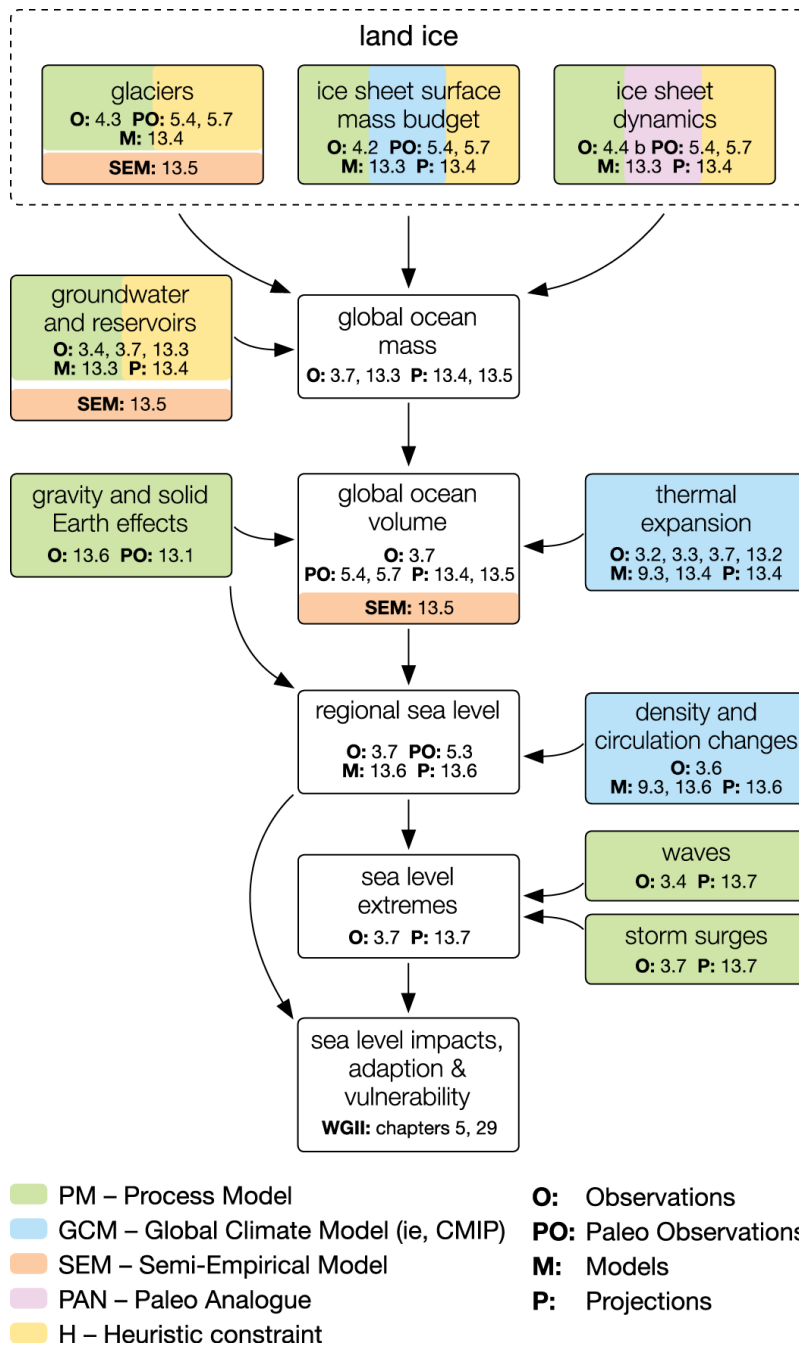 land ice
glaciers
O: 4.3 PO: 5.4, 5.7
M: 13.4
SEM: 13.5
ice sheet surface
mass budget
O: 4.2 PO: 5.4, 5.7
M: 13.3 P: 13.4
ice sheet
dynamics
O: 4.4 b PO: 5.4, 5.7
M: 13.3 P: 13.4
groundwater
and reservoirs
O: 3.4, 3.7, 13.3
M: 13.3 P: 13.4
SEM: 13.5
global ocean
mass
O: 3.7, 13.3 P: 13.4, 13.5
gravity and solid
Earth effects
O: 13.6 PO: 13.1
global ocean
volume
O: 3.7
PO: 5.4, 5.7 P: 13.4, 13.5
SEM: 13.5
thermal
expansion
O: 3.2, 3.3, 3.7, 13.2
M: 9.3, 13.4 P: 13.4
regional sea level
O: 3.7 PO: 5.3
M: 13.6 P: 13.6
density and
circulation changes
O: 3.6
M: 9.3, 13.6 P: 13.6
sea level
extremes
O: 3.7 P: 13.7
waves
O: 3.4 P: 13.7
storm surges
O: 3.7 P: 13.7
sea level impacts,
adaption &
vulnerability
WGII: chapters 5, 29
PM – Process Model
GCM – Global Climate Model (ie, CMIP)
SEM – Semi-Empirical Model
PAN – Paleo Analogue
H – Heuristic constraint
O: Observations
PO: Paleo Observations
M: Models
P: Projections